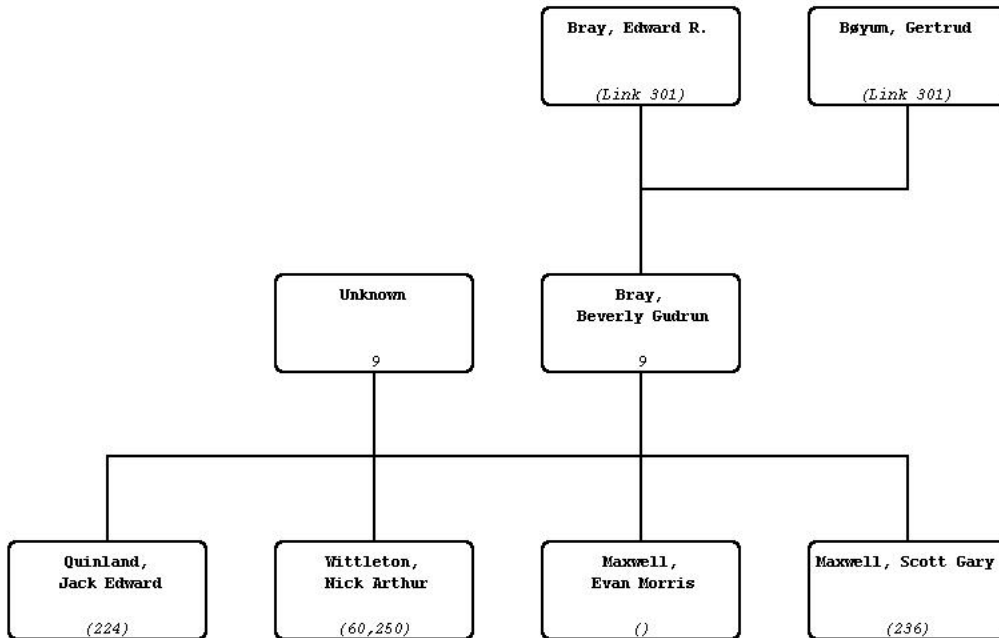 Bray, Edward R.
(Link 301)
Bøyum, Gertrud
(Link 301)
Unknown
9
Bray,
Beverly Gudrun
9
Quinland,
Jack Edward
(224)
Wittleton,
Nick Arthur
(60,250)
Maxwell,
Evan Morris
()
Maxwell, Scott Gary
(236)